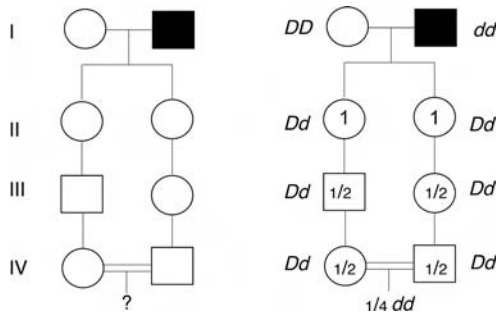 I DD dd
II Dd 1 1 Dd
III Dd 1/2 1/2 Dd
IV Dd 1/2 1/2 Dd
? 1/4 dd